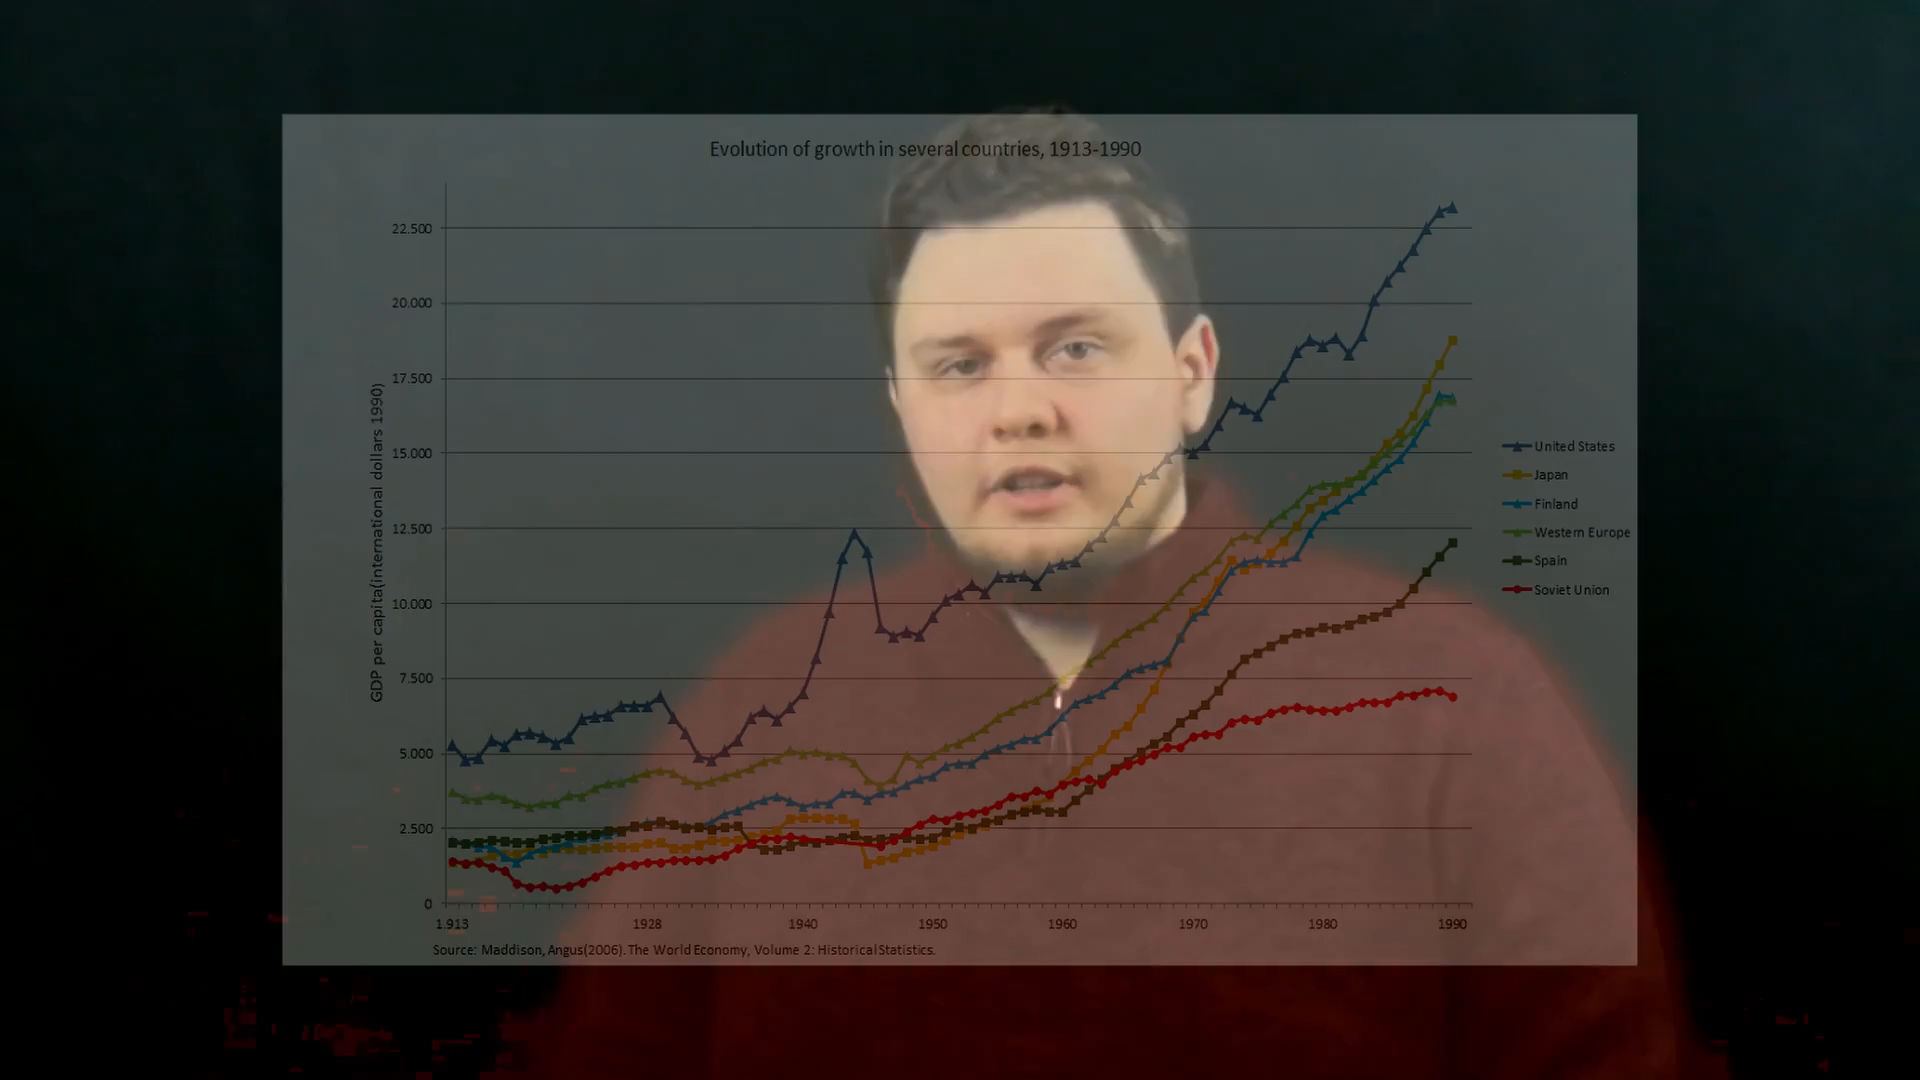 Evolution of growth in several countries, 1913-1990
GDP per capita(international dollars 1990)
22.500
20.000
17.500
15.000
12.500
10.000
7.500
5.000
2.500
0
1.913
1928
1940
1950
1960
1970
1980
1990
United States
Japan
Finland
Western Europe
Spain
Soviet Union
Source: Maddison, Angus(2006).The World Economy, Volume 2: Historical Statistics.